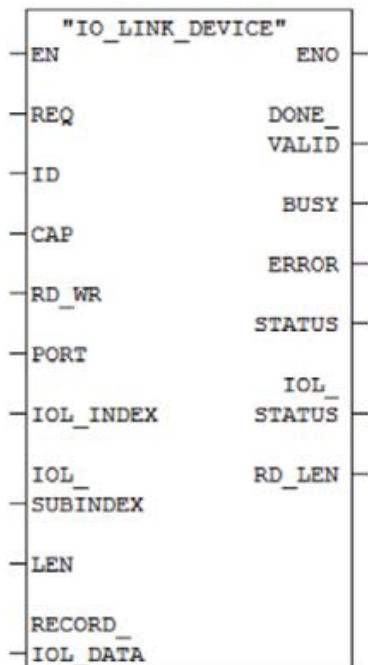 "IO_LINK_DEVICE"
EN ENO
REQ DONE_
VALID
ID
BUSY
CAP
ERROR
RD_WR
STATUS
PORT
IOL_
IOL_INDEX STATUS
IOL_ RD_LEN
SUBINDEX
LEN
RECORD_
IOL_DATA